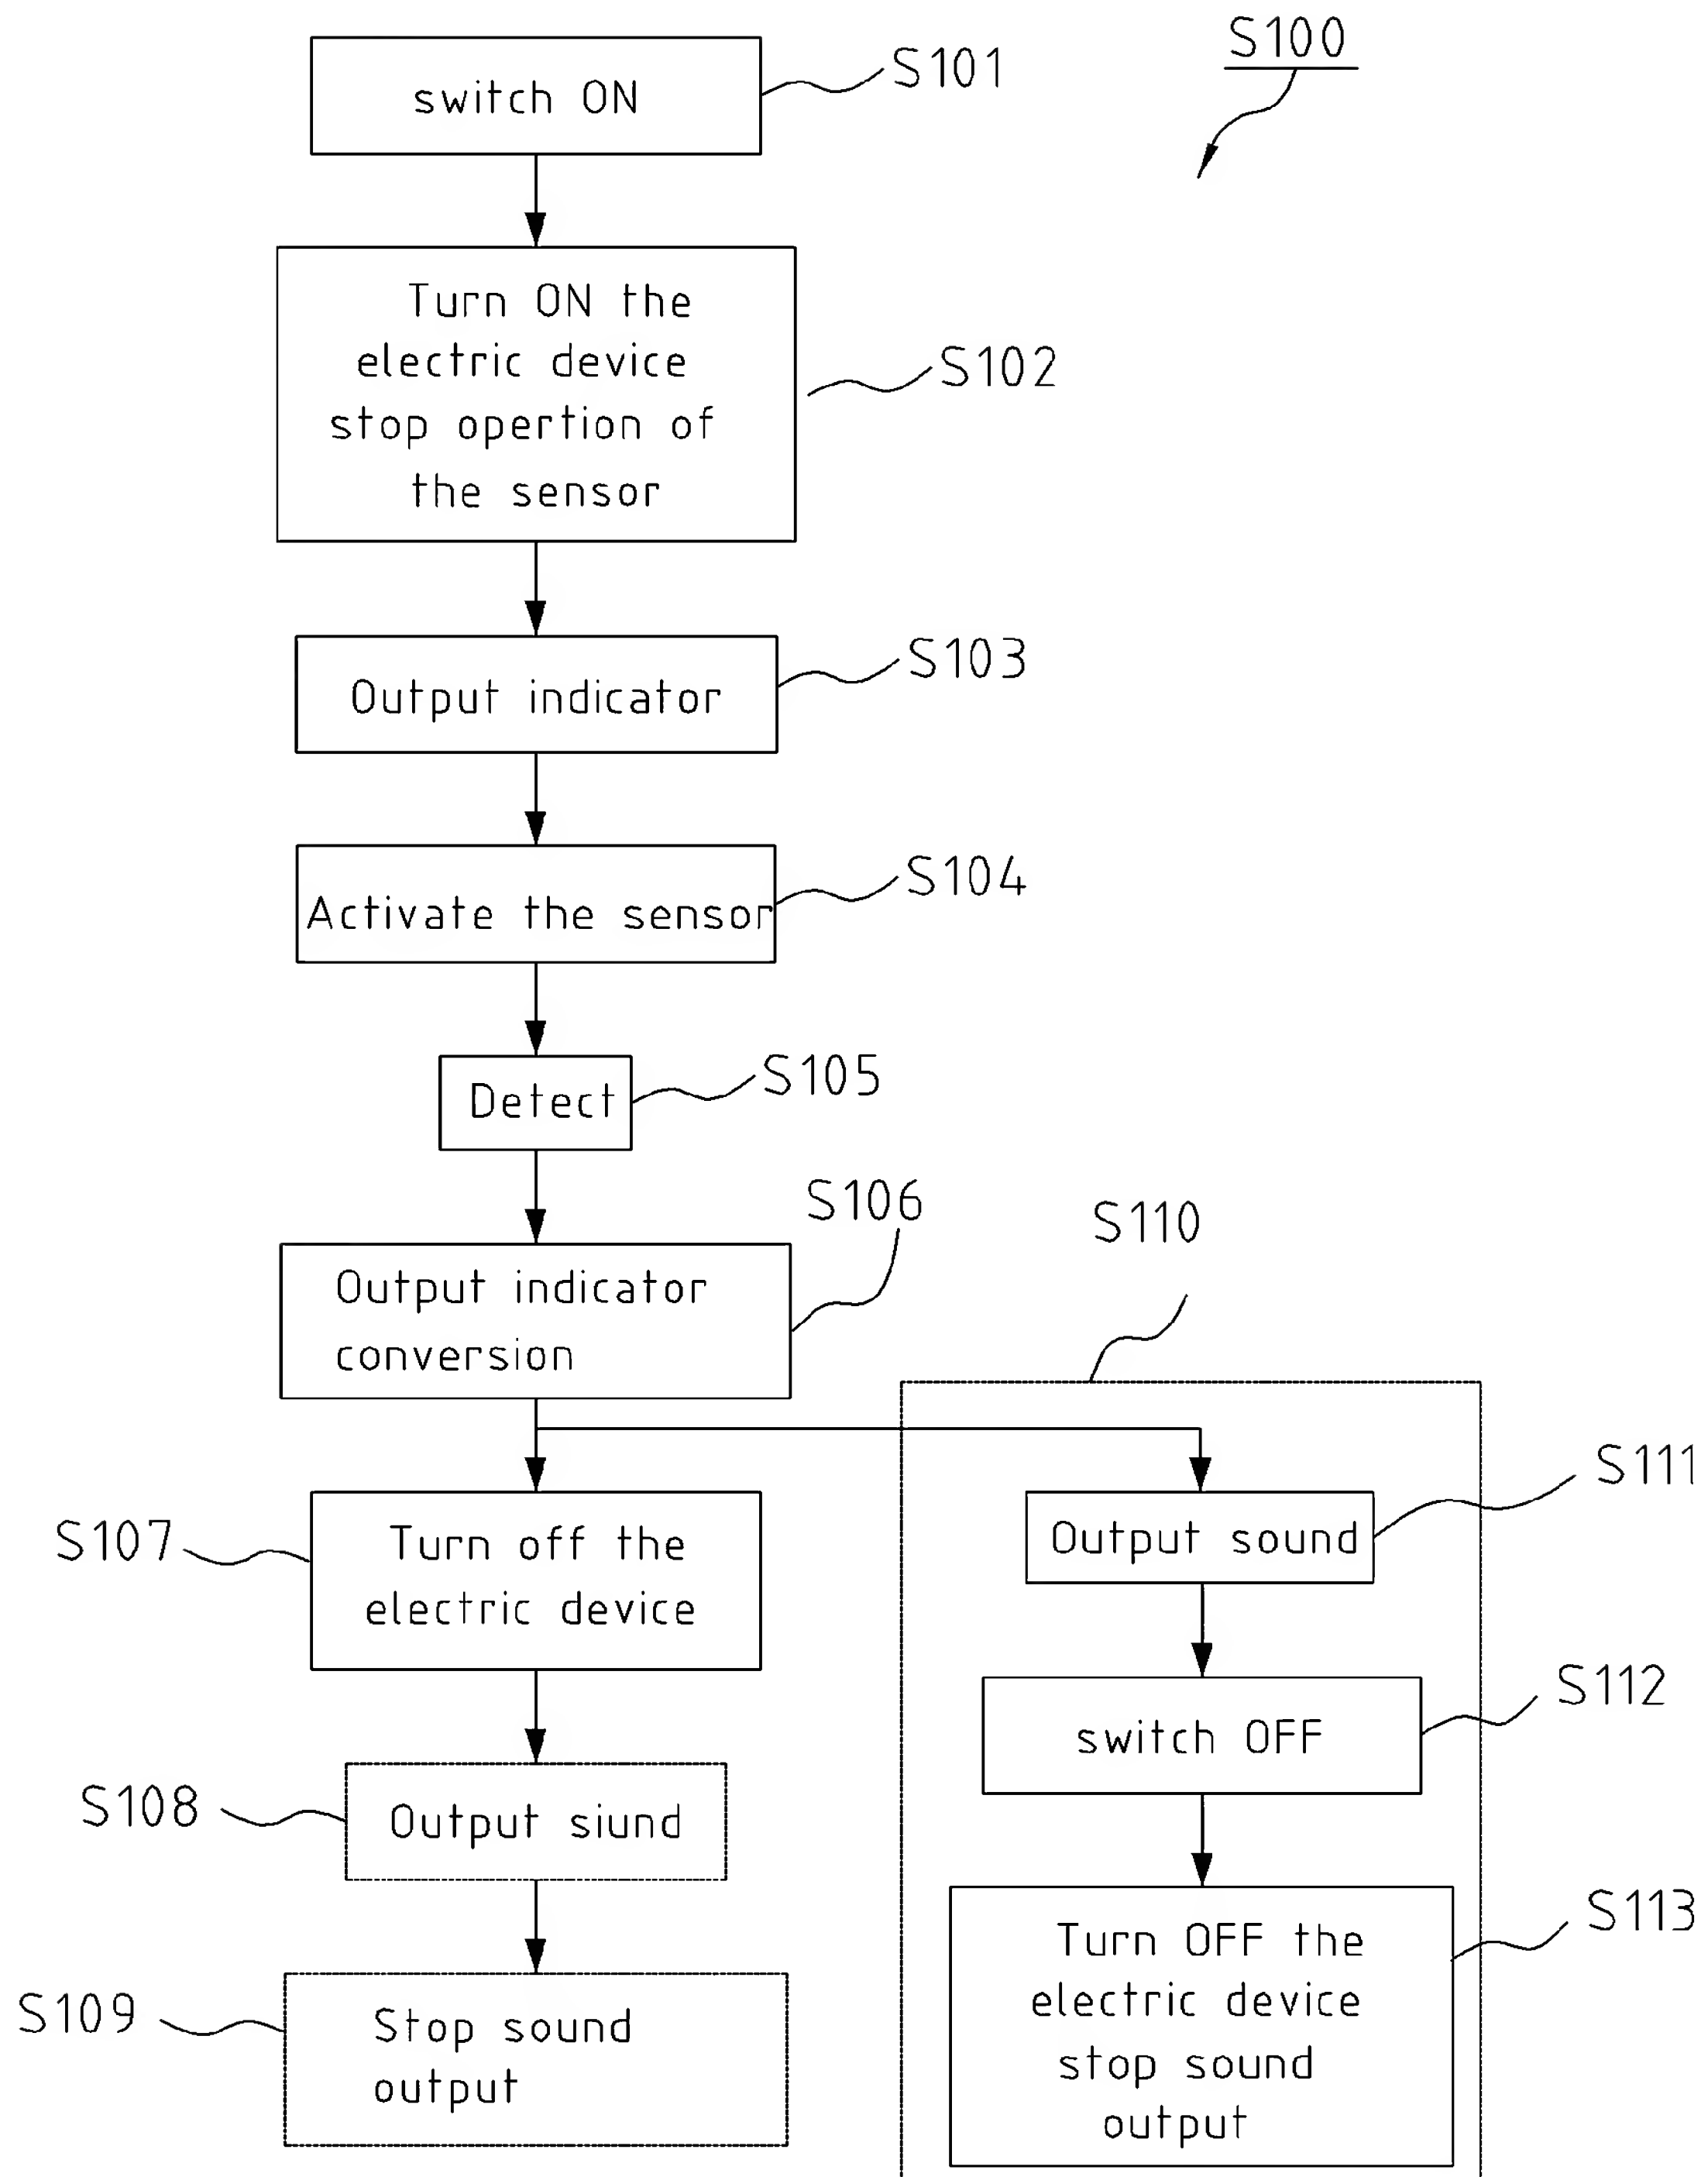 S100
switch ON
S101
Turn ON the
electric device
stop opertion of
the sensor
S102
Output indicator
S103
Activate the sensor
S104
Detect
S105
Output indicator
conversion
S106
S107
Turn off the
electric device
S108
Output siund
S109
Stop sound
output
S110
Output sound
S111
switch OFF
S112
Turn OFF the
electric device
stop sound
output
S113